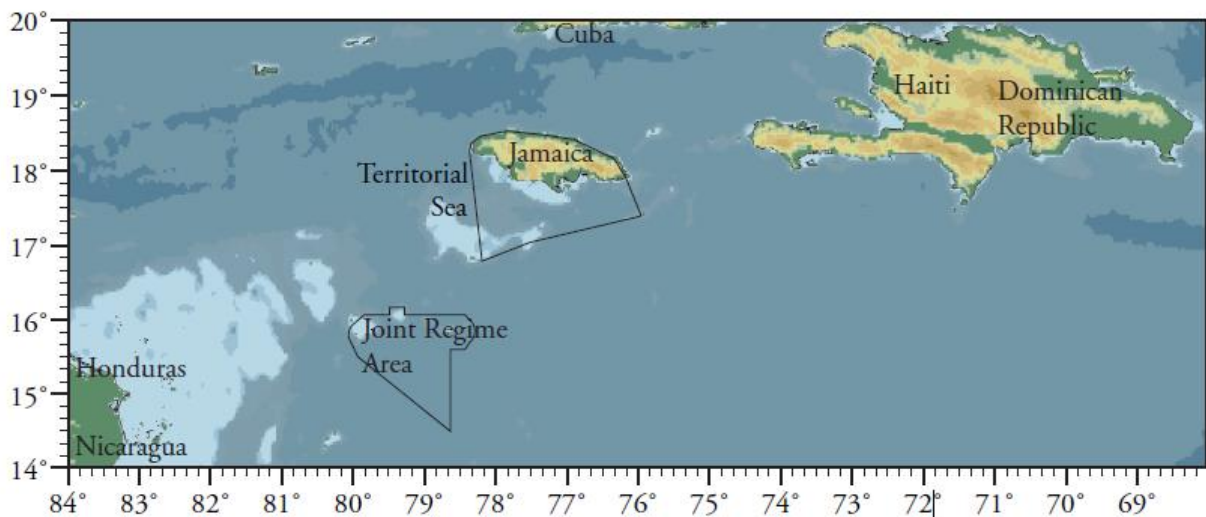 20°
Cuba
19°
Haiti
Dominican
Republic
18°
Jamaica
Territorial
Sea
17°
16°
Joint Regime
Area
15°
Honduras
Nicaragua
14°
84° 83° 82° 81° 80° 79° 78° 77° 76° 75° 74° 73° 72° 71° 70° 69°